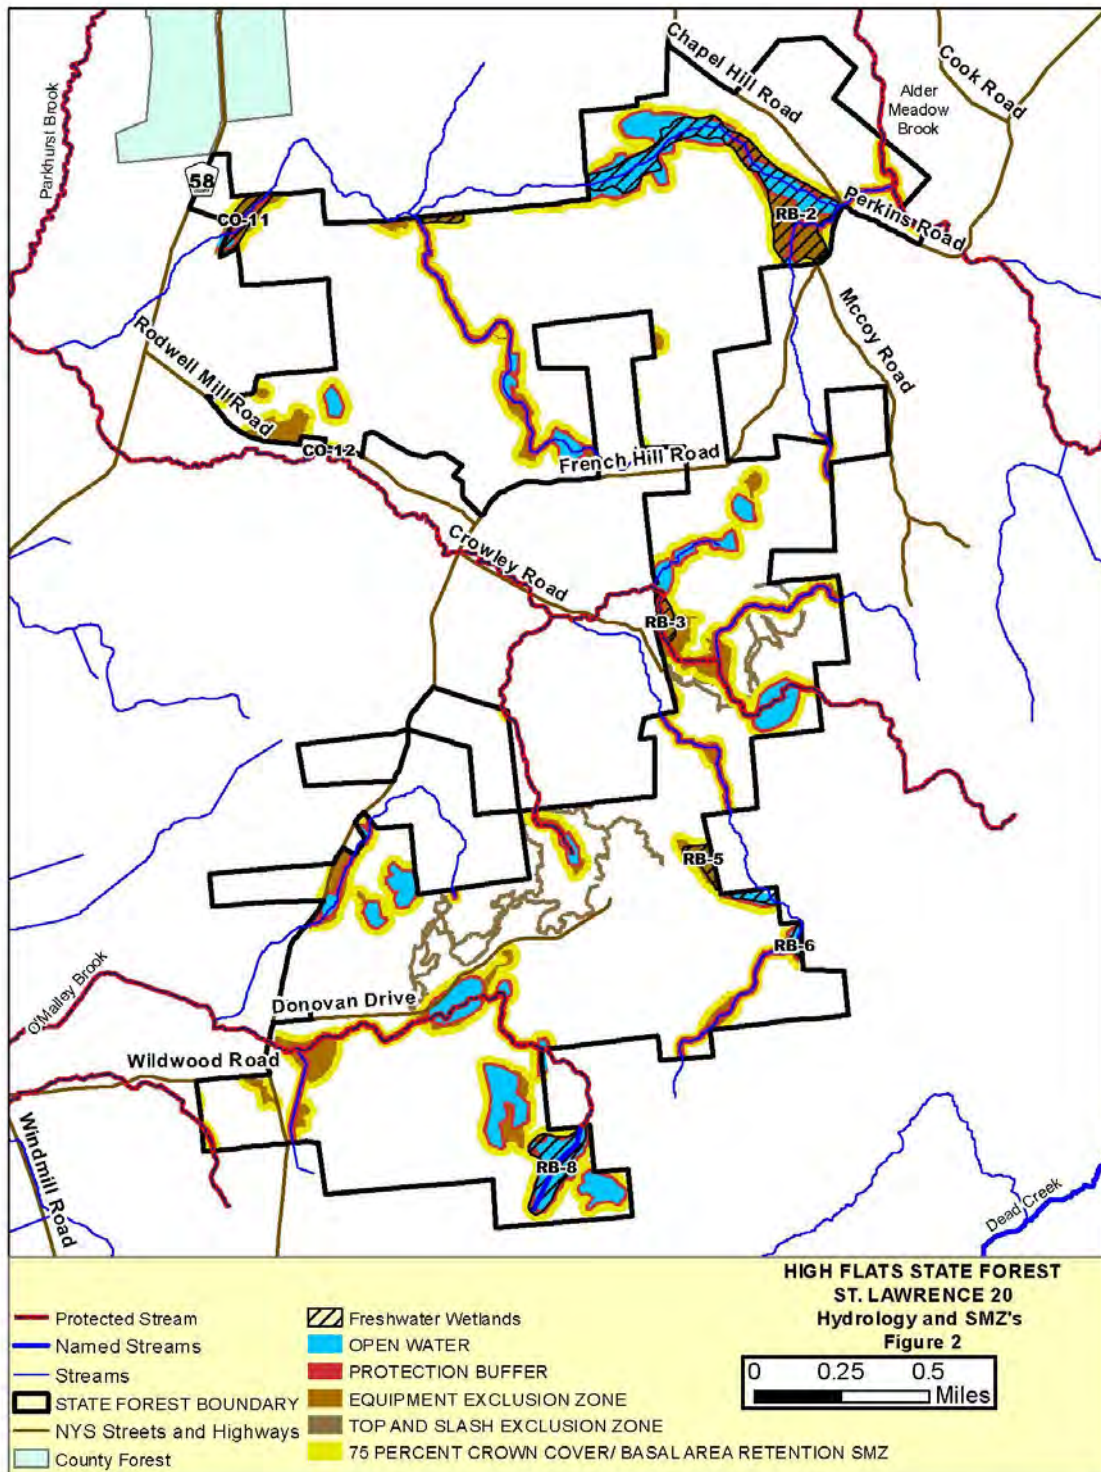 Chapel Hill Road
Cook Road
Alder
Meadow
Brook
Parkhurst Brook
58
CO-11
RB-2
Perkins Road
McCoy Road
Rodwell Mill Road
CO-12
French Hill Road
Crowley Road
RB-3
RB-5
RB-6
O'Malley Brook
Donovan Drive
Wildwood Road
Windmill Road
RB-8
Dead Creek
HIGH FLATS STATE FOREST
ST. LAWRENCE 20
Hydrology and SMZ's
Figure 2
0 0.25 0.5
Miles
Protected Stream
Named Streams
Streams
STATE FOREST BOUNDARY
NYS Streets and Highways
County Forest
Freshwater Wetlands
OPEN WATER
PROTECTION BUFFER
EQUIPMENT EXCLUSION ZONE
TOP AND SLASH EXCLUSION ZONE
75 PERCENT CROWN COVER/ BASAL AREA RETENTION SMZ